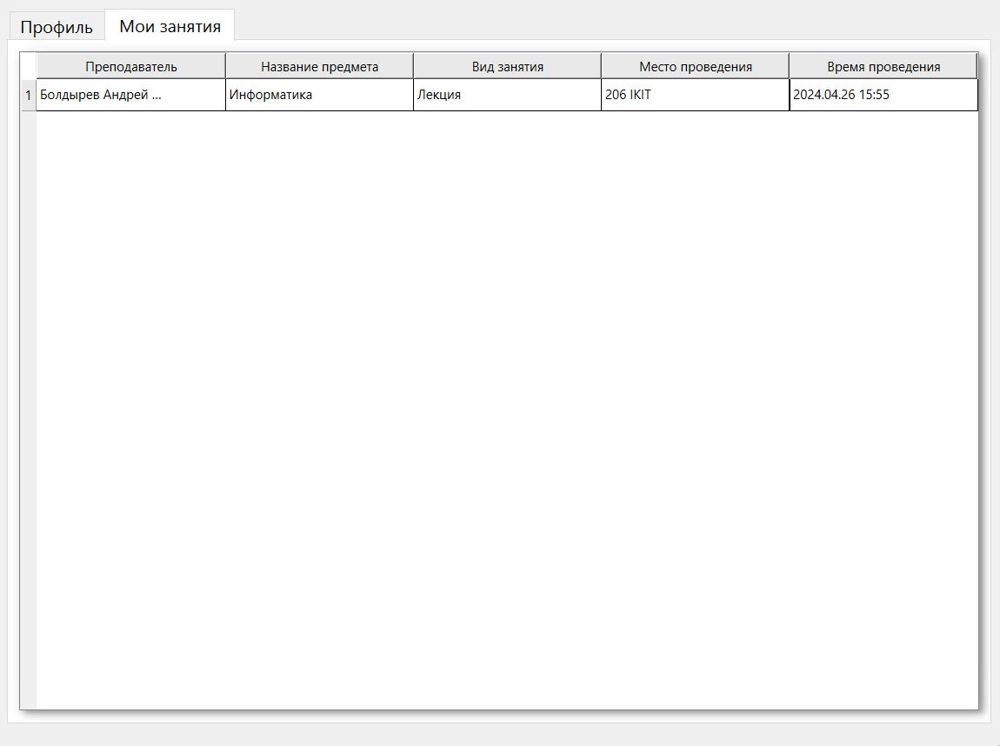 Профиль Мои занятия
Преподаватель Название предмета Вид занятия Место проведения Время проведения
1 Болдырев Андрей ... Информатика Лекция 206 IKIT 2024.04.26 15:55